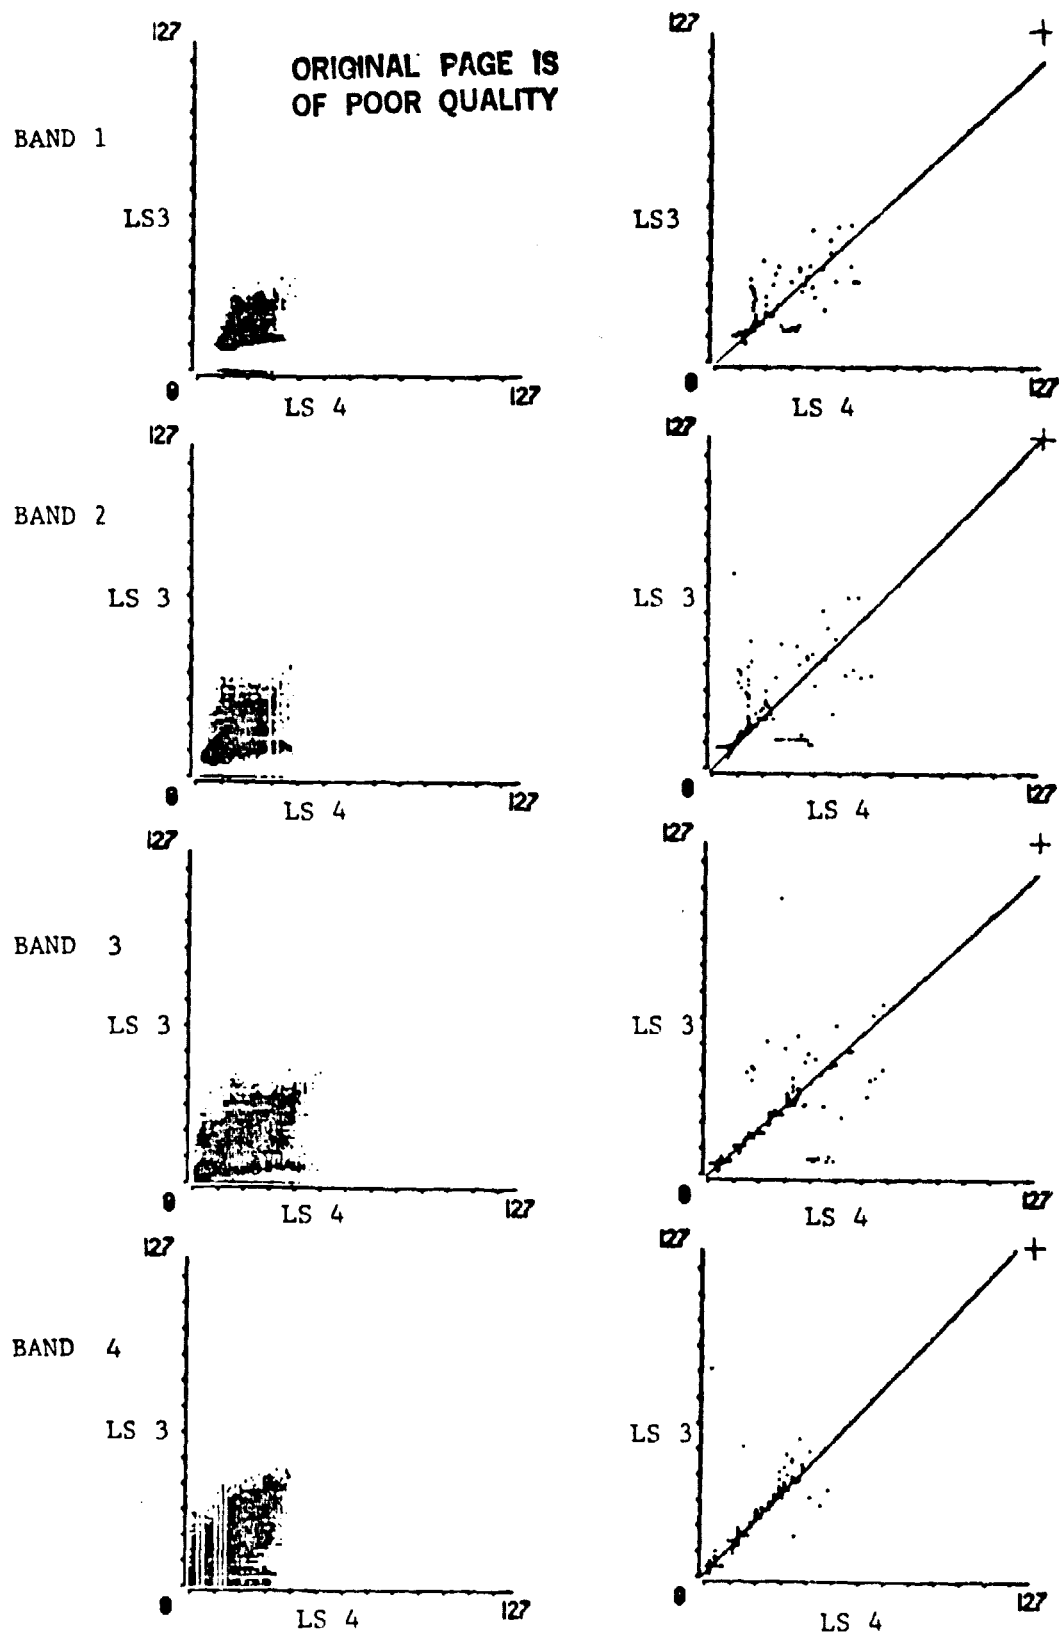 127 127
ORIGINAL PAGE IS
OF POOR QUALITY
BAND 1
LS3 LS3
0 LS 4 127 0 LS 4 127
127 127
BAND 2
LS 3 LS 3
0 LS 4 127 0 LS 4 127
127 127
BAND 3
LS 3 LS 3
0 LS 4 127 0 LS 4 127
127 127
BAND 4
LS 3 LS 3
0 LS 4 127 0 LS 4 127